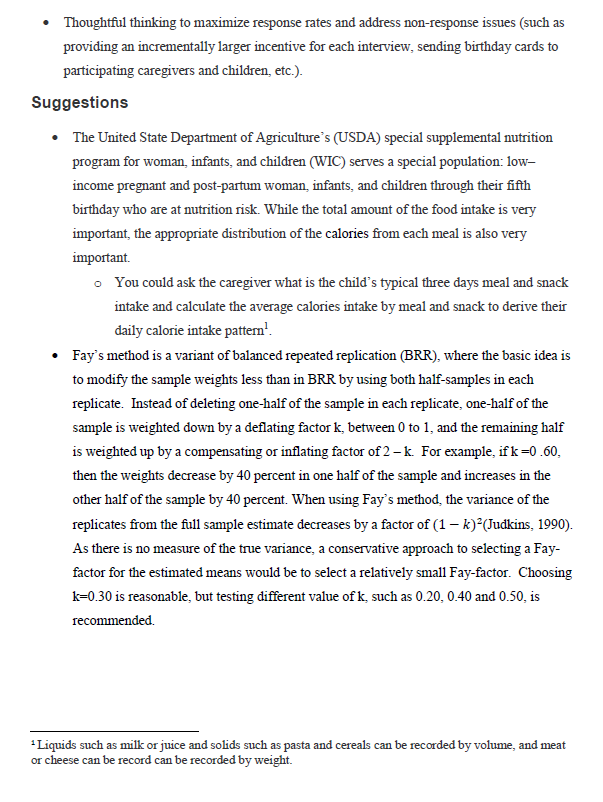 • Thoughtful thinking to maximize response rates and address non-response issues (such as
providing an incrementally larger incentive for each interview, sending birthday cards to
participating caregivers and children, etc.).
Suggestions
• The United State Department of Agriculture's (USDA) special supplemental nutrition
program for woman, infants, and children (WIC) serves a special population: low–
income pregnant and post-partum woman, infants, and children through their fifth
birthday who are at nutrition risk. While the total amount of the food intake is very
important, the appropriate distribution of the calories from each meal is also very
important.
o You could ask the caregiver what is the child's typical three days meal and snack
intake and calculate the average calories intake by meal and snack to derive their
daily calorie intake pattern¹.
• Fay's method is a variant of balanced repeated replication (BRR), where the basic idea is
to modify the sample weights less than in BRR by using both half-samples in each
replicate. Instead of deleting one-half of the sample in each replicate, one-half of the
sample is weighted down by a deflating factor k, between 0 to 1, and the remaining half
is weighted up by a compensating or inflating factor of 2 – k. For example, if k =0 .60,
then the weights decrease by 40 percent in one half of the sample and increases in the
other half of the sample by 40 percent. When using Fay's method, the variance of the
replicates from the full sample estimate decreases by a factor of (1 − k)²(Judkins, 1990).
As there is no measure of the true variance, a conservative approach to selecting a Fay-
factor for the estimated means would be to select a relatively small Fay-factor. Choosing
k=0.30 is reasonable, but testing different value of k, such as 0.20, 0.40 and 0.50, is
recommended.
¹ Liquids such as milk or juice and solids such as pasta and cereals can be recorded by volume, and meat
or cheese can be record can be recorded by weight.